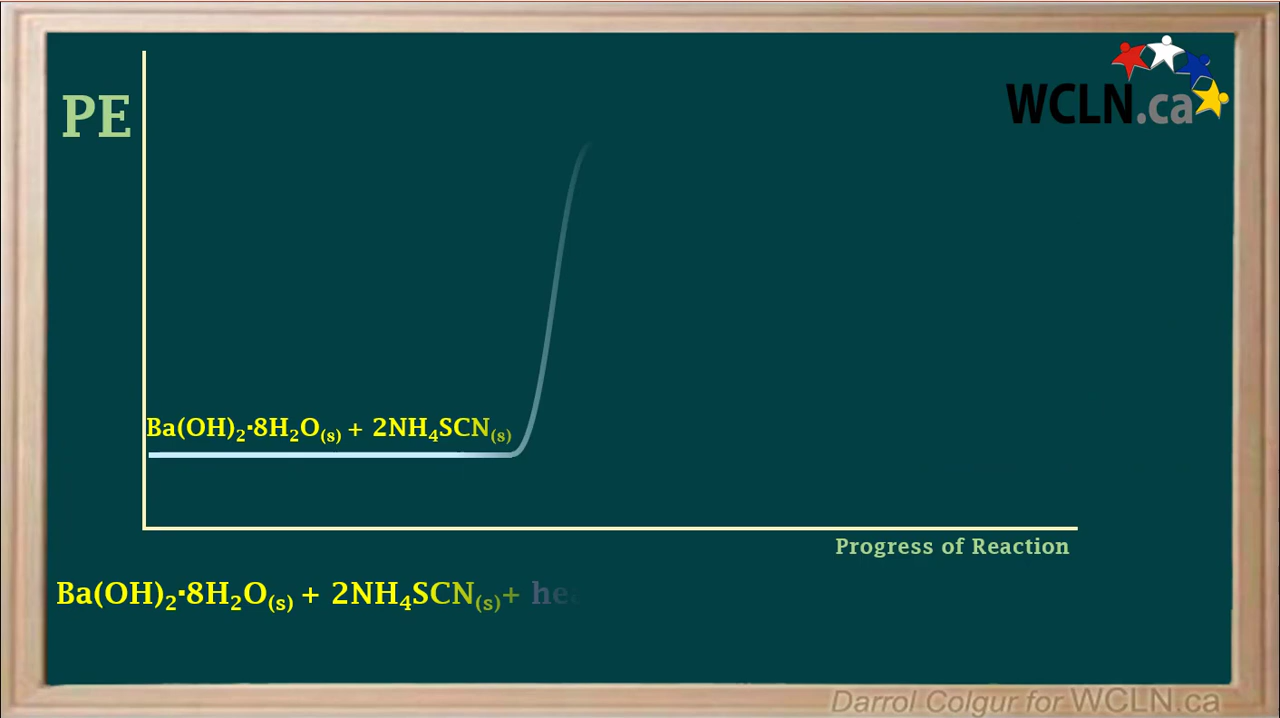 WCLN.ca
PE
Ba(OH)₂·8H₂O₍s₎ + 2NH₄SCN₍s₎
Progress of Reaction
Ba(OH)₂·8H₂O₍s₎ + 2NH₄SCN₍s₎+ hea
Darrol Colgur for WCLN.ca